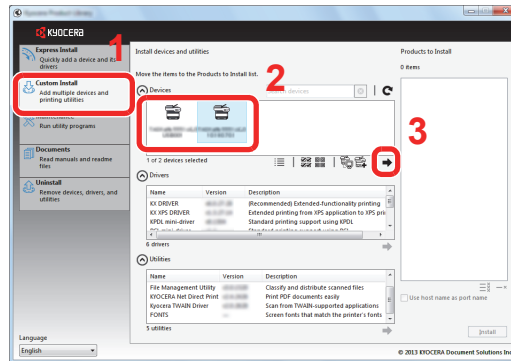 KYOCERA
1
Express Install
Quickly add a device and its
drivers
Custom Install
Add multiple devices and
printing utilities
Maintenance
Run utility programs
Documents
Read manuals and readme
files
Uninstall
Remove devices, drivers, and
utilities
Language
English
Install devices and utilities
Move the items to the Products to Install list.
2
Devices
devices
1 of 2 devices selected
3
Drivers
Name Version Description
KX DRIVER (Recommended) Extended-functionality printing
KX XPS DRIVER Extended printing from XPS application to XPS
KPDL mini-driver Standard printing support using KPDL
6 drivers
Utilities
Name Version Description
File Management Utility Classify and distribute scanned files
KYOCERA Net Direct Print Print PDF documents easily
Kyocera TWAIN Driver Scan from TWAIN-supported applications
FONTS Screen fonts that match the printer's fonts
5 utilities
Products to Install
0 items
Use host name as port name
Install
© 2013 KYOCERA Document Solutions Inc